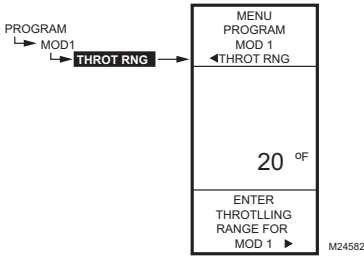 PROGRAM
MOD1
THROT RNG
MENU
PROGRAM
MOD 1
◄THROT RNG
20 °F
ENTER
THROTLLING
RANGE FOR
MOD 1 ►
M24582